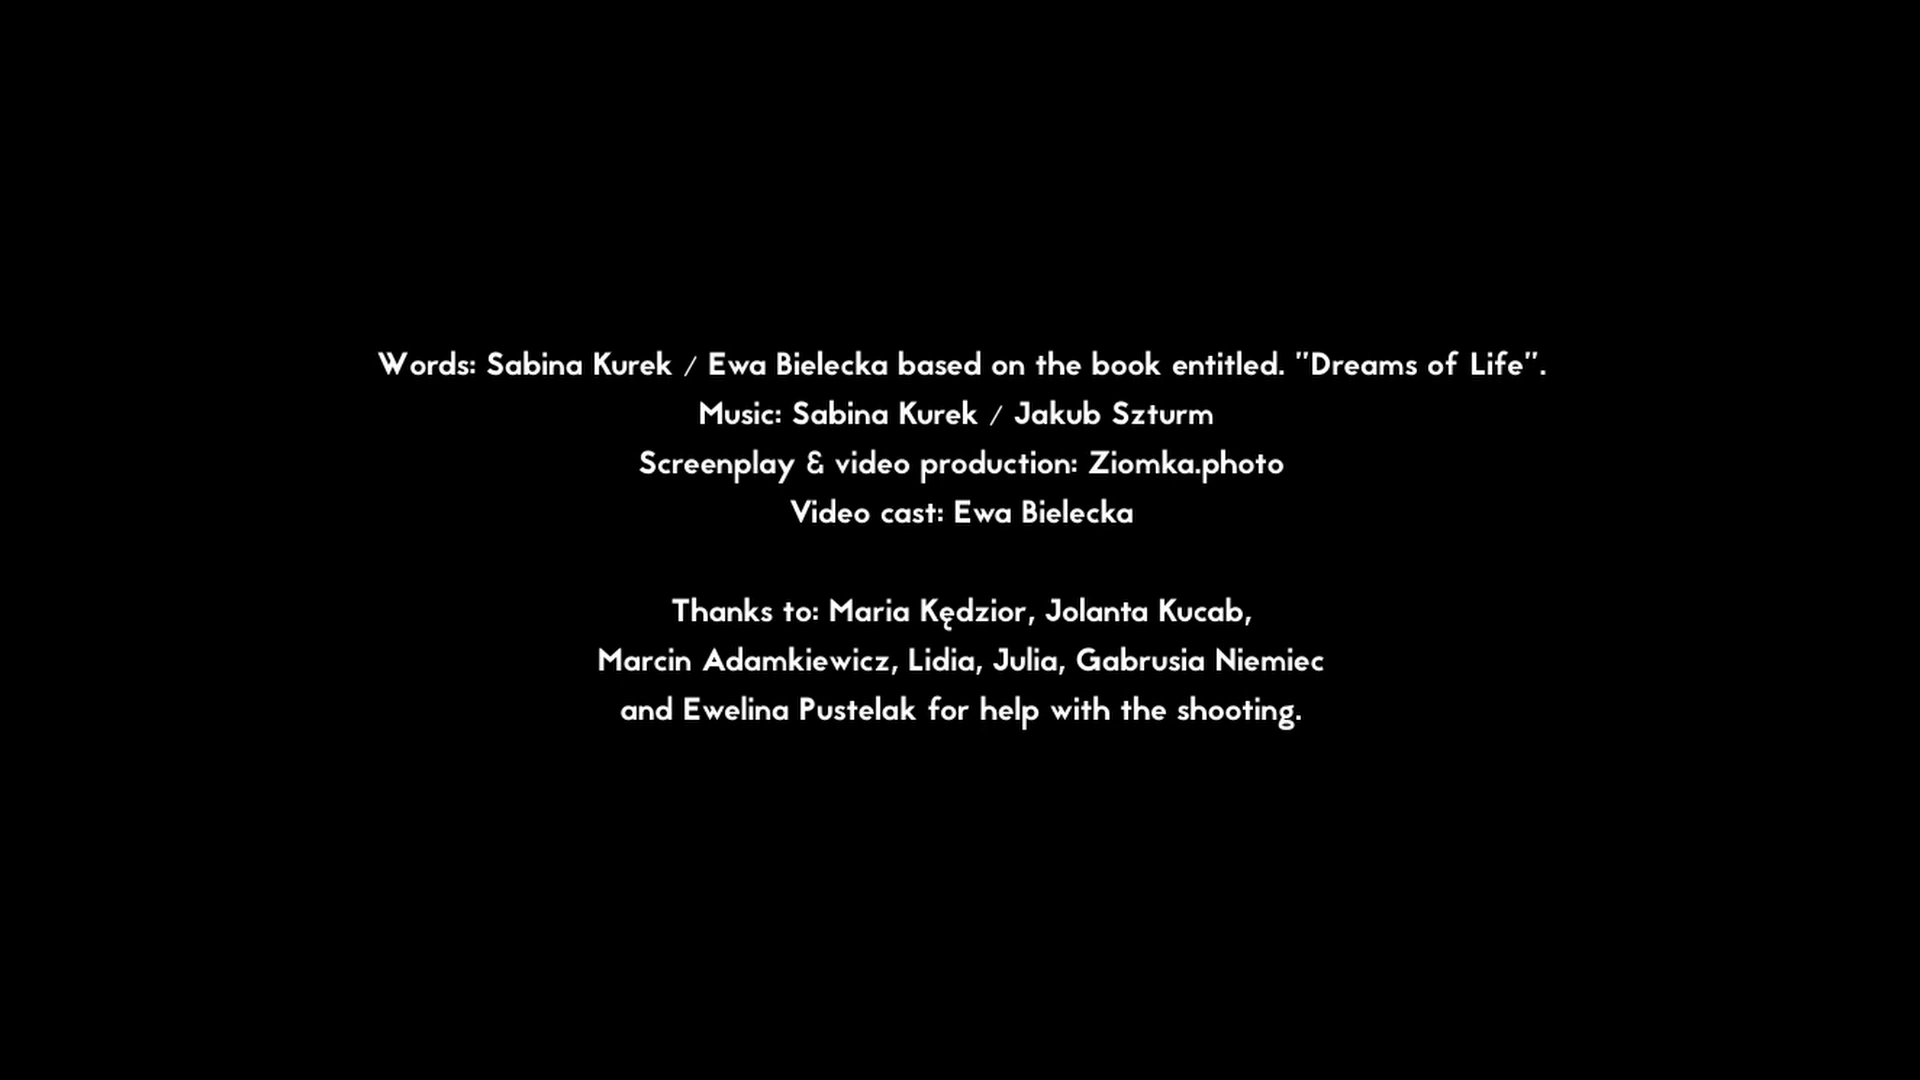 Words: Sabina Kurek / Ewa Bielecka based on the book entitled. "Dreams of Life".
Music: Sabina Kurek / Jakub Szturm
Screenplay & video production: Ziomka.photo
Video cast: Ewa Bielecka
Thanks to: Maria Kędzior, Jolanta Kucab,
Marcin Adamkiewicz, Lidia, Julia, Gabrusia Niemiec
and Ewelina Pustelak for help with the shooting.